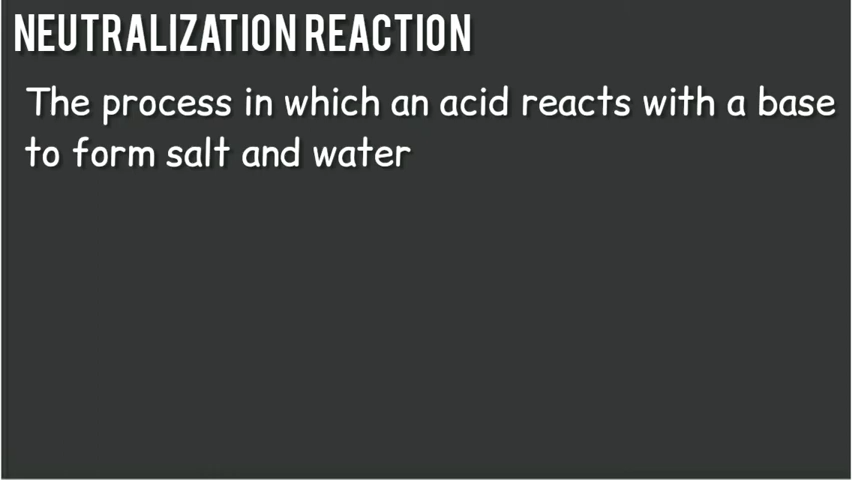 NEUTRALIZATION REACTION
The process in which an acid reacts with a base
to form salt and water